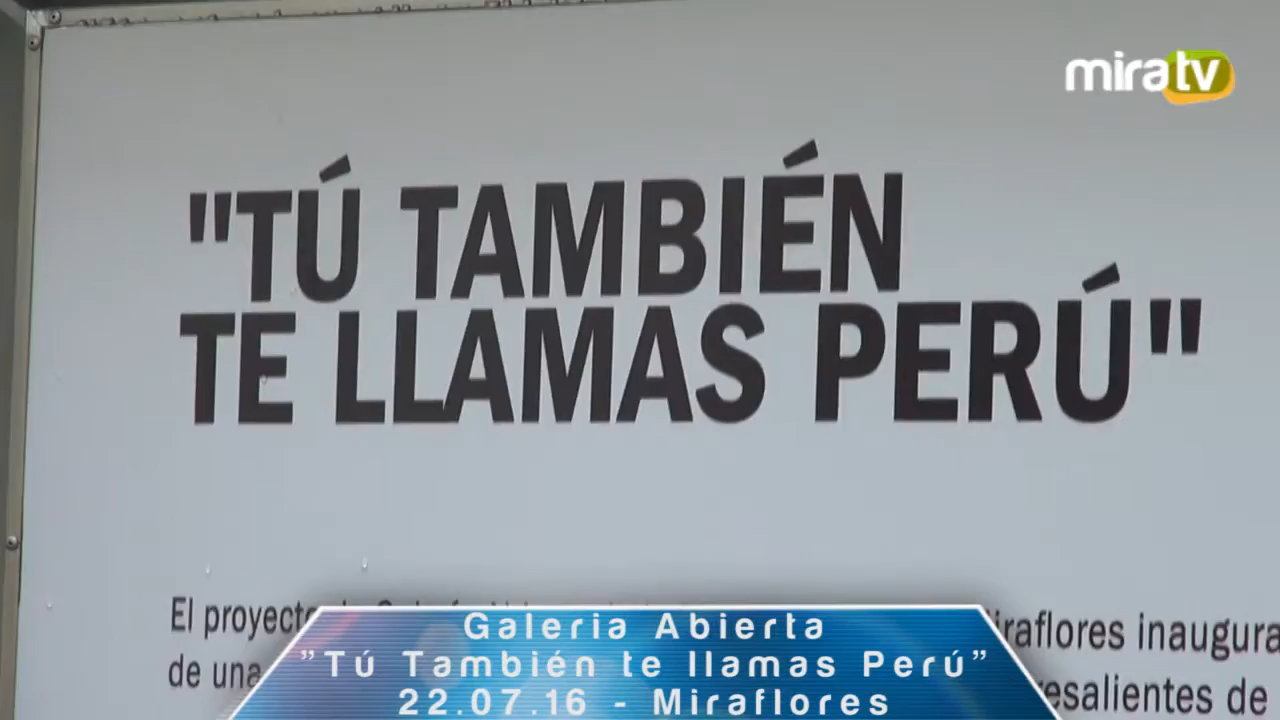 miratv
"TÚ TAMBIÉN
TE LLAMAS PERÚ"
El proyecto
iraflores inaugura
de una
esalientes de
Galeria Abierta
"Tú También te llamas Perú"
22.07.16 - Miraflores